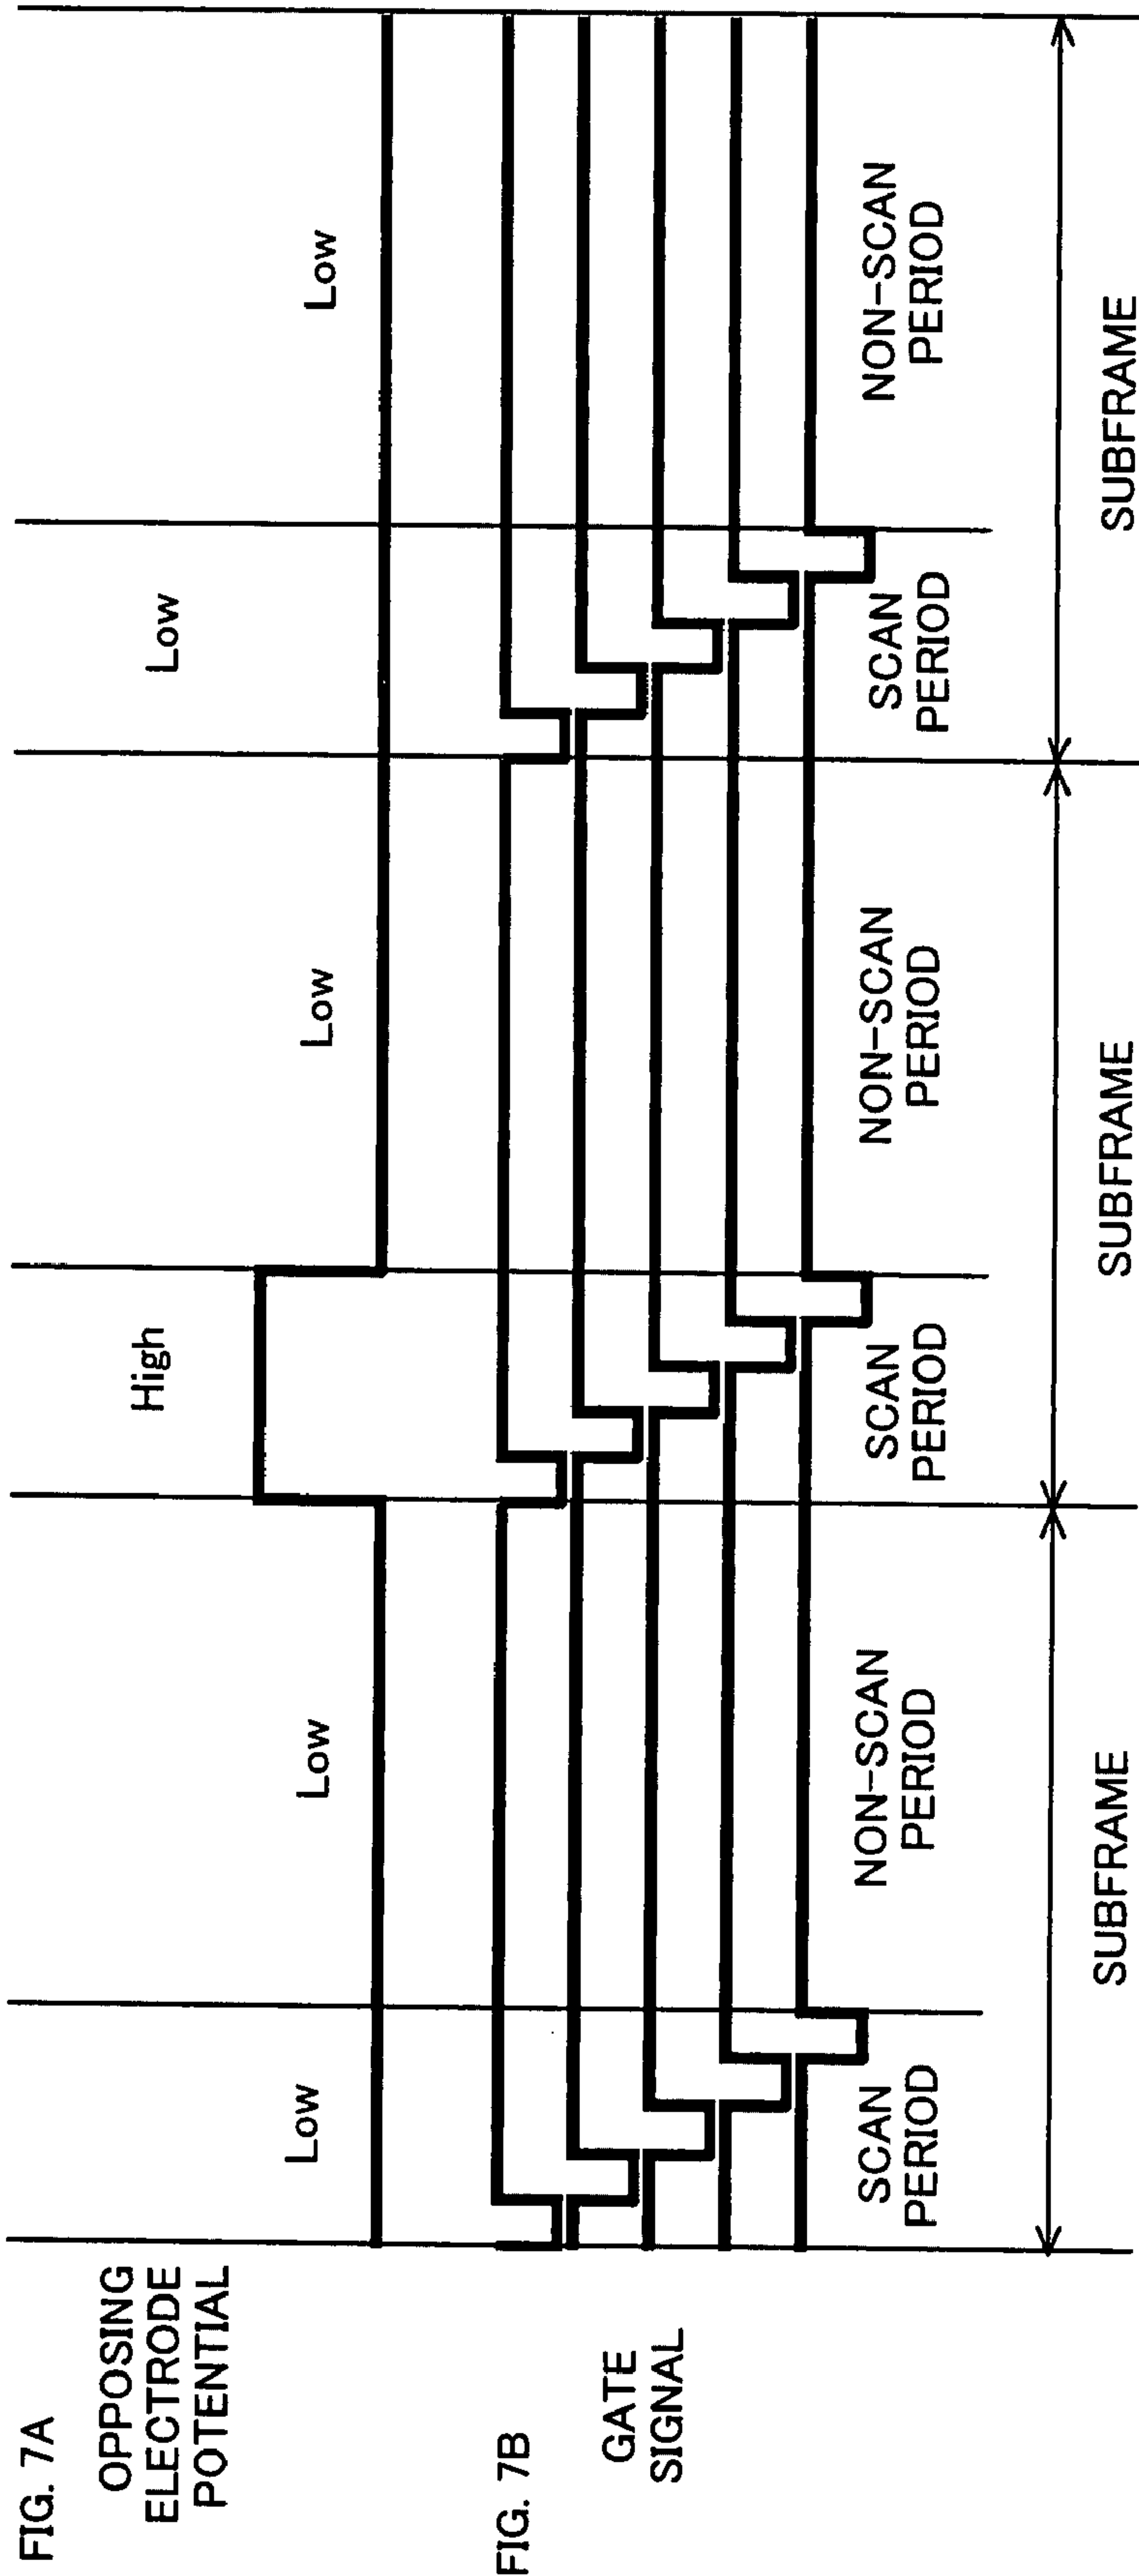 FIG. 7A
OPPOSING
ELECTRODE
POTENTIAL
Low
Low
High
Low
Low
Low
FIG. 7B
GATE
SIGNAL
SCAN
PERIOD
NON-SCAN
PERIOD
SCAN
PERIOD
NON-SCAN
PERIOD
SCAN
PERIOD
NON-SCAN
PERIOD
SUBFRAME
SUBFRAME
SUBFRAME